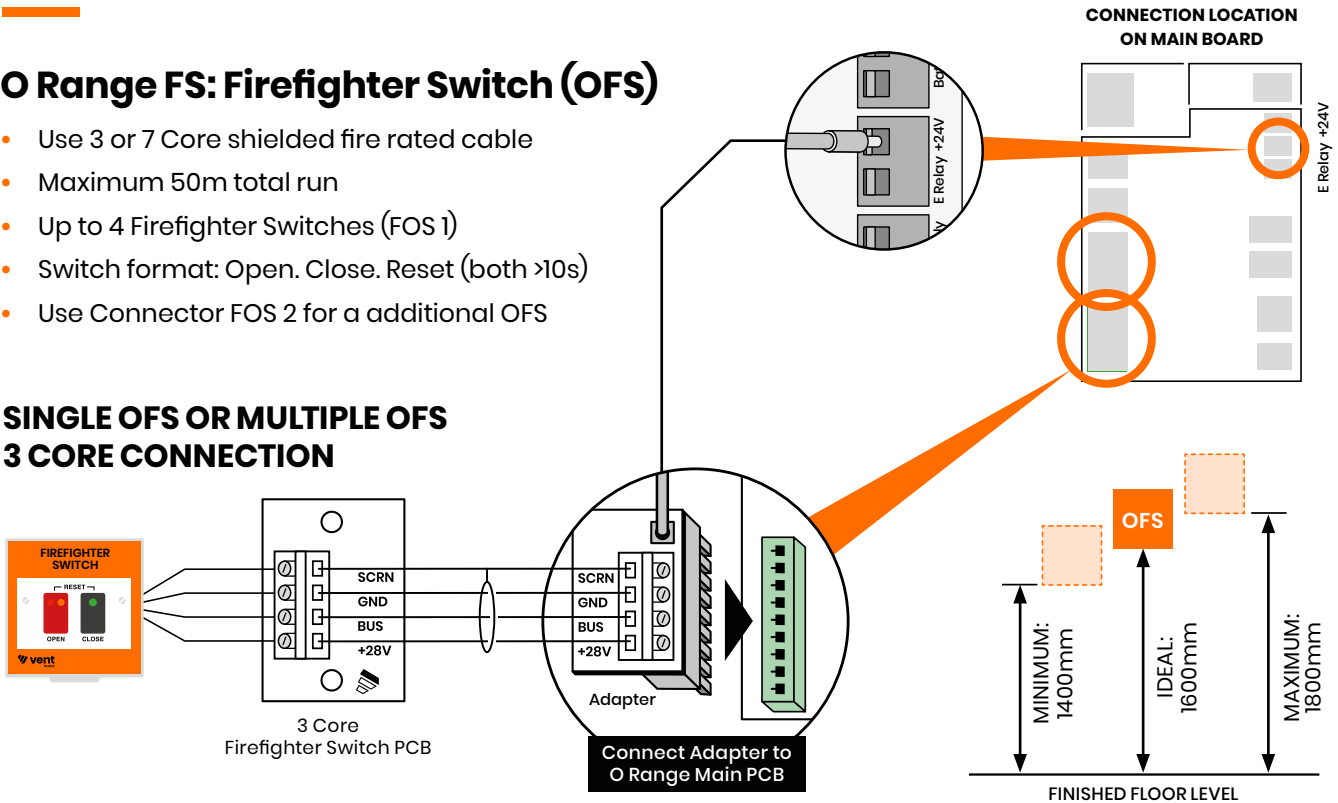 CONNECTION LOCATION
ON MAIN BOARD
O Range FS: Firefighter Switch (OFS)
• Use 3 or 7 Core shielded fire rated cable
• Maximum 50m total run
• Up to 4 Firefighter Switches (FOS 1)
• Switch format: Open. Close. Reset (both >10s)
• Use Connector FOS 2 for a additional OFS
Ba
E Relay +24V
ly
E Relay +24V
SINGLE OFS OR MULTIPLE OFS
3 CORE CONNECTION
FIREFIGHTER
SWITCH
RESET
OPEN CLOSE
vent
SCRN
GND
BUS
+28V
3 Core
Firefighter Switch PCB
SCRN
GND
BUS
+28V
Adapter
Connect Adapter to
O Range Main PCB
OFS
MINIMUM:
1400mm
IDEAL:
1600mm
MAXIMUM:
1800mm
FINISHED FLOOR LEVEL